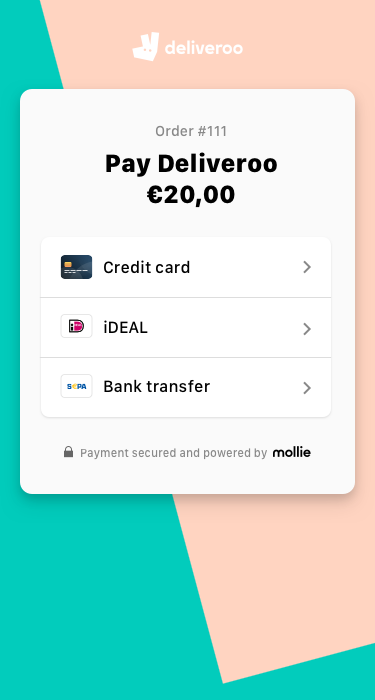 deliveroo
Order #111
Pay Deliveroo
€20,00
Credit card
iDEAL
SEPA
Bank transfer
Payment secured and powered by mollie